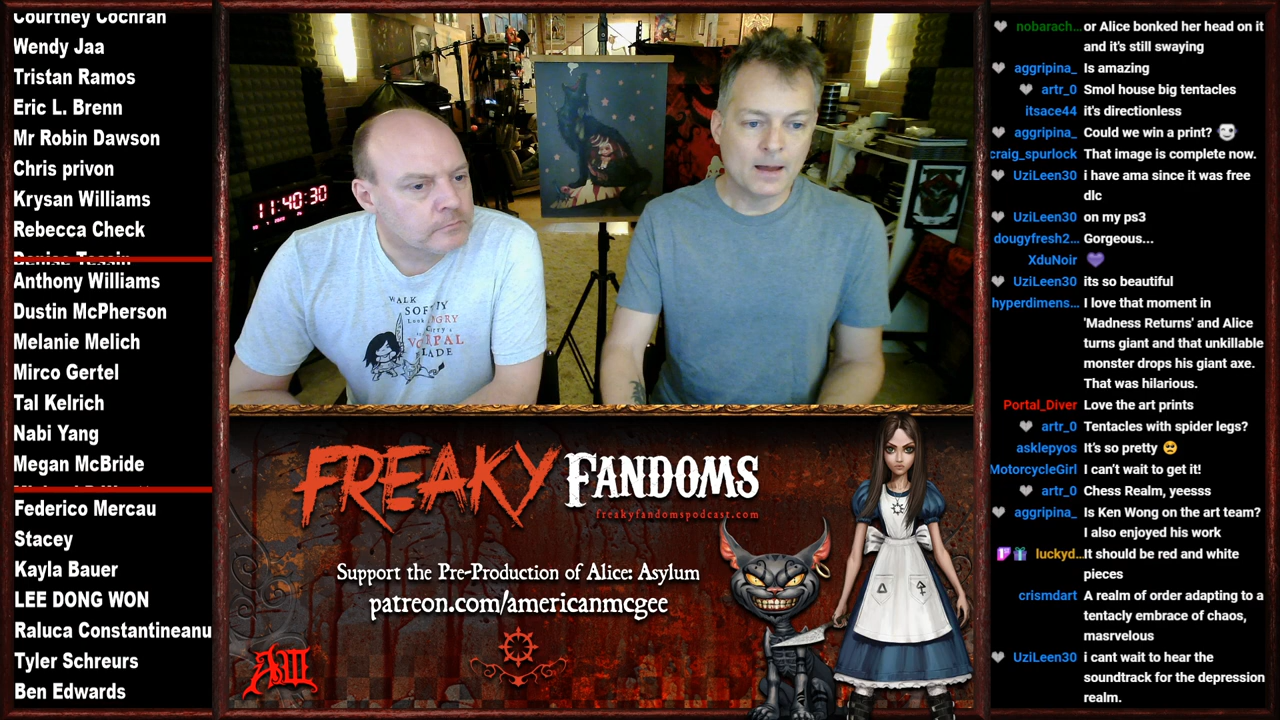 Courtney Cochran
Wendy Jaa
Tristan Ramos
Eric L. Brenn
Mr Robin Dawson
Chris privon
Krysan Williams
Rebecca Check
Anthony Williams
Dustin McPherson
Melanie Melich
Mirco Gertel
Tal Kelrich
Nabi Yang
Megan McBride
Federico Mercau
Stacey
Kayla Bauer
LEE DONG WON
Raluca Constantineanu
Tyler Schreurs
Ben Edwards
11:40:30
WALK
SOFTLY
ANGRY
VORPAL
BLADE
FREAKY FANDOMS
freakyfandomspodcast.com
Support the Pre-Production of Alice: Asylum
patreon.com/americanmcgee
nobarach... or Alice bonked her head on it
and it's still swaying
aggripina_ Is amazing
artr_0 Smol house big tentacles
itsace44 it's directionless
aggripina_ Could we win a print?
craig_spurlock That image is complete now.
UziLeen30 i have ama since it was free
dlc
UziLeen30 on my ps3
dougyfresh2... Gorgeous...
XduNoir
UziLeen30 its so beautiful
hyperdimens... I love that moment in
'Madness Returns' and Alice
turns giant and that unkillable
monster drops his giant axe.
That was hilarious.
Portal_Diver Love the art prints
artr_0 Tentacles with spider legs?
asklepyos It's so pretty
MotorcycleGirl I can't wait to get it!
artr_0 Chess Realm, yeesss
aggripina_ Is Ken Wong on the art team?
I also enjoyed his work
luckyd... It should be red and white
pieces
crismdart A realm of order adapting to a
tentacly embrace of chaos,
masrvelous
UziLeen30 i cant wait to hear the
soundtrack for the depression
realm.